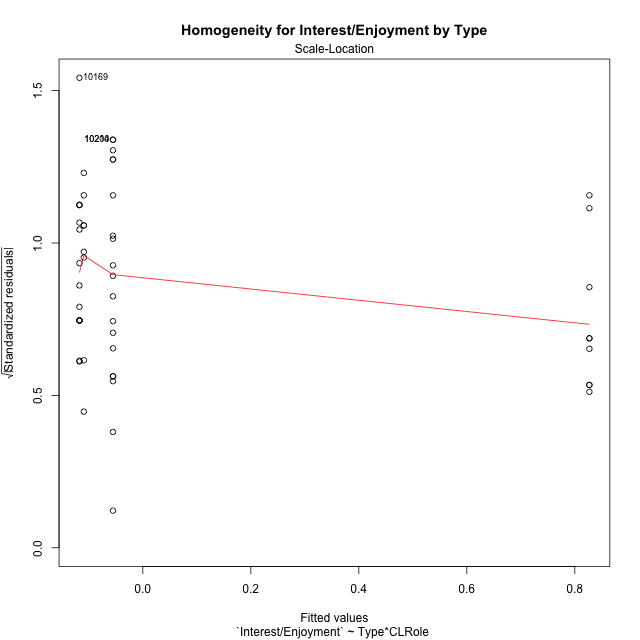 Homogeneity for Interest/Enjoyment by Type
Scale-Location
√|Standardized residuals|
1.5
1.0
0.5
0.0
10169
0.0 0.2 0.4 0.6 0.8
Fitted values
`Interest/Enjoyment` ~ Type*CLRole